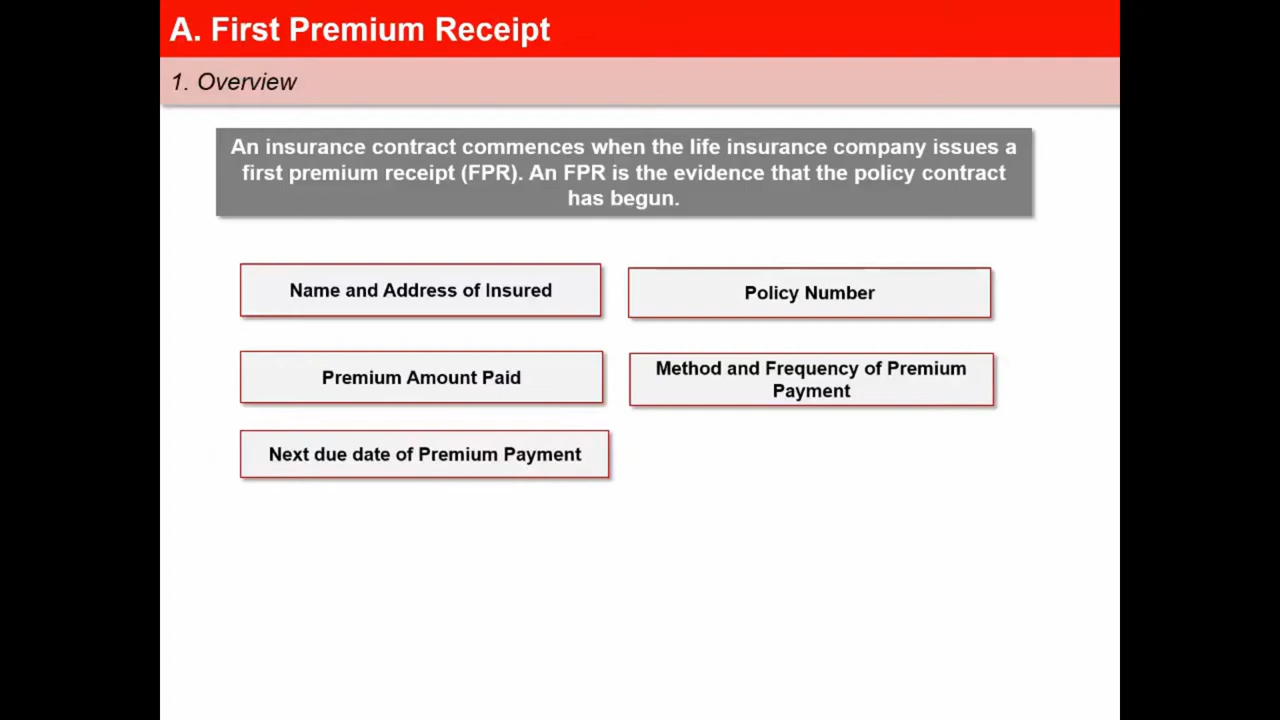 A. First Premium Receipt
1. Overview
An insurance contract commences when the life insurance company issues a
first premium receipt (FPR). An FPR is the evidence that the policy contract
has begun.
Name and Address of Insured
Policy Number
Premium Amount Paid
Method and Frequency of Premium
Payment
Next due date of Premium Payment